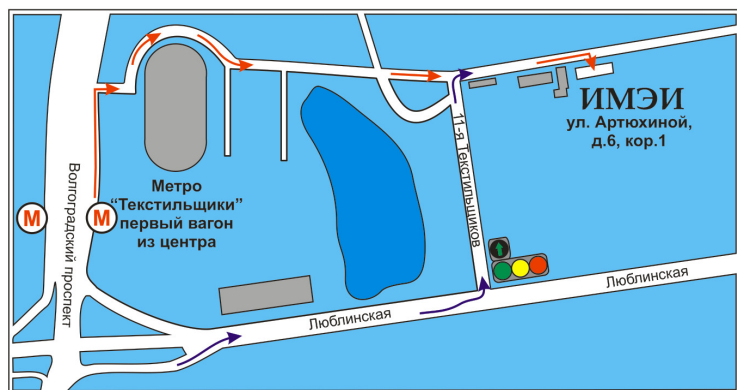 ИМЭИ
ул. Артюхиной,
д.6, кор.1
11-я Текстильщиков
Волгоградский проспект
М
М
Метро
“Текстильщики”
первый вагон
из центра
Люблинская
Люблинская